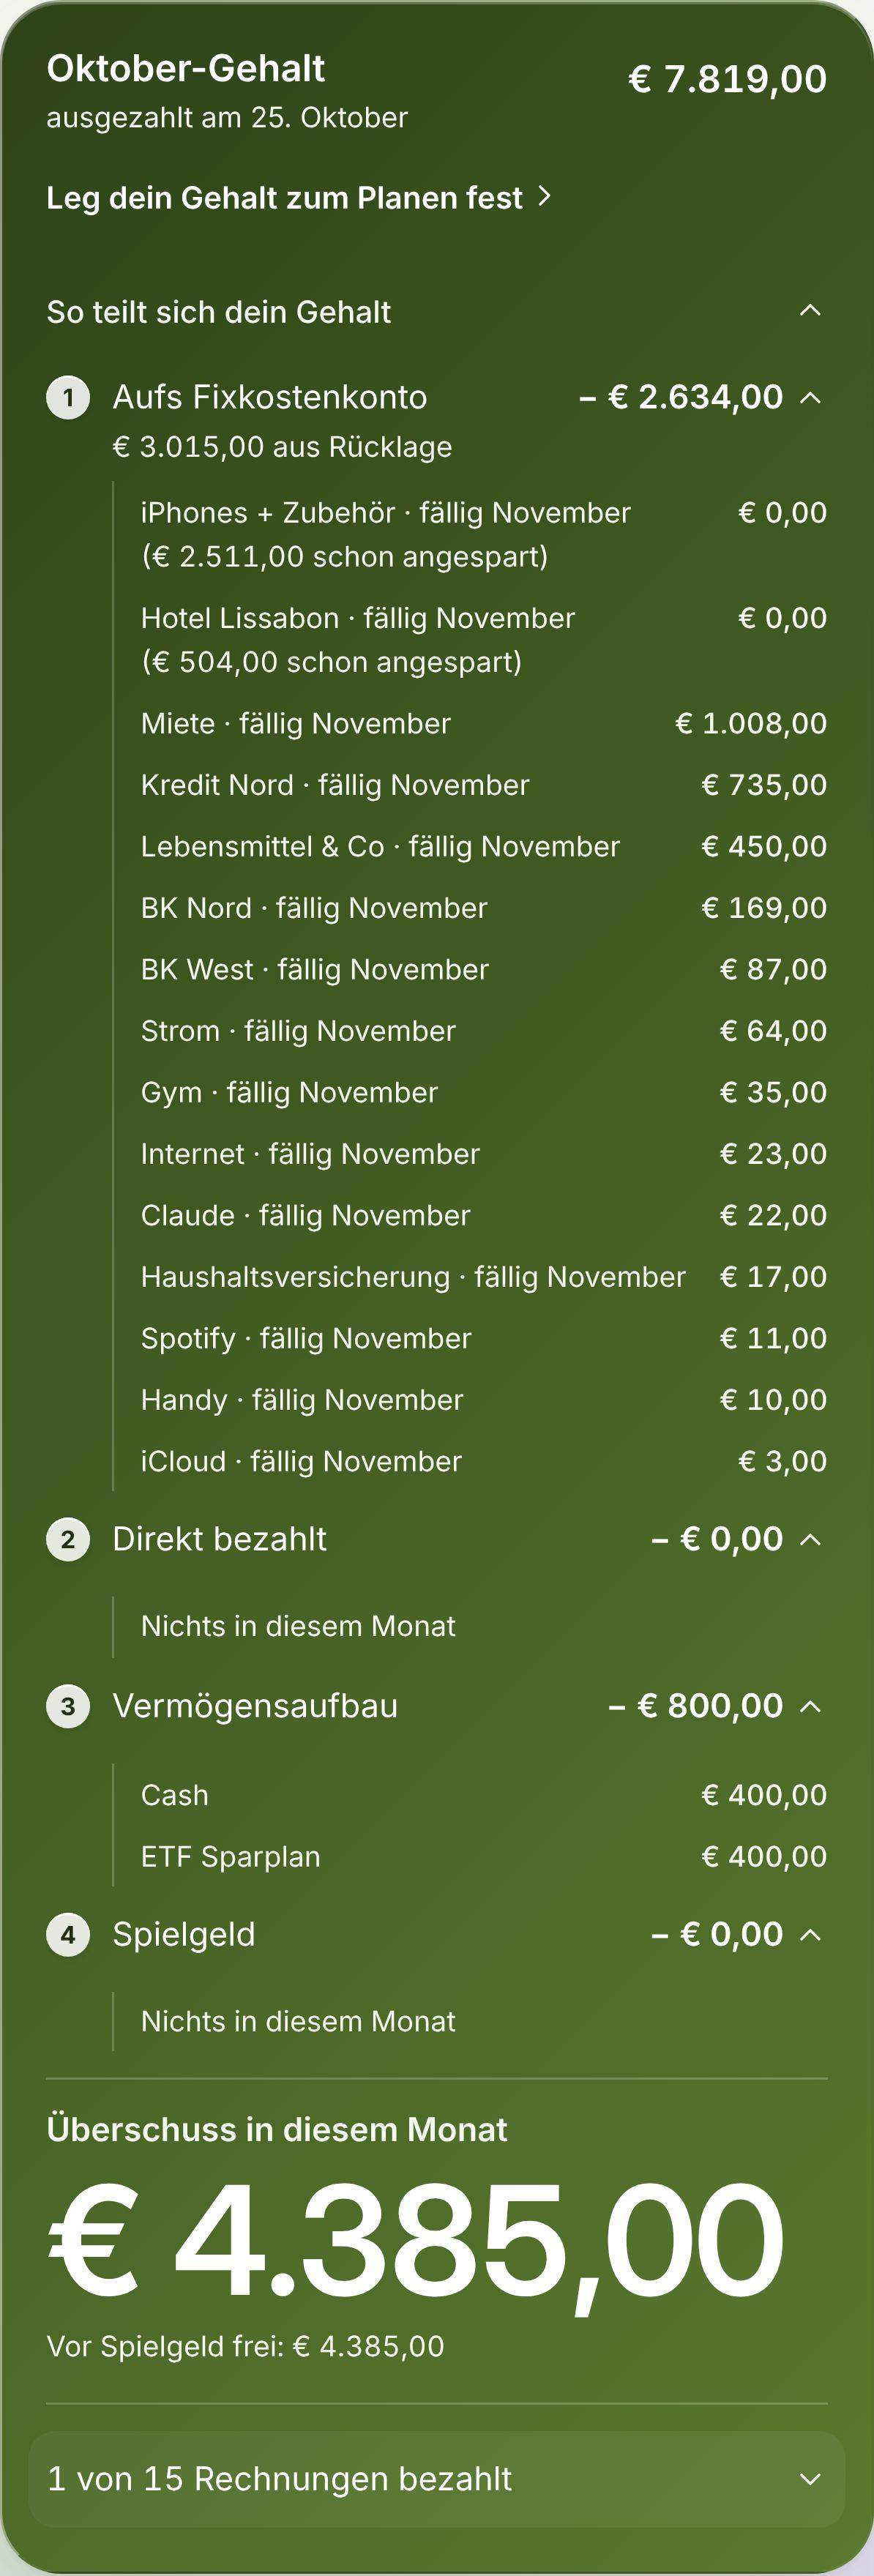 Oktober-Gehalt
€ 7.819,00
ausgezahlt am 25. Oktober
Leg dein Gehalt zum Planen fest
So teilt sich dein Gehalt
1 Aufs Fixkostenkonto – € 2.634,00
€ 3.015,00 aus Rücklage
iPhones + Zubehör · fällig November € 0,00
(€ 2.511,00 schon angespart)
Hotel Lissabon · fällig November € 0,00
(€ 504,00 schon angespart)
Miete · fällig November € 1.008,00
Kredit Nord · fällig November € 735,00
Lebensmittel & Co · fällig November € 450,00
BK Nord · fällig November € 169,00
BK West · fällig November € 87,00
Strom · fällig November € 64,00
Gym · fällig November € 35,00
Internet · fällig November € 23,00
Claude · fällig November € 22,00
Haushaltsversicherung · fällig November € 17,00
Spotify · fällig November € 11,00
Handy · fällig November € 10,00
iCloud · fällig November € 3,00
2 Direkt bezahlt – € 0,00
Nichts in diesem Monat
3 Vermögensaufbau – € 800,00
Cash € 400,00
ETF Sparplan € 400,00
4 Spielgeld – € 0,00
Nichts in diesem Monat
Überschuss in diesem Monat
€ 4.385,00
Vor Spielgeld frei: € 4.385,00
1 von 15 Rechnungen bezahlt